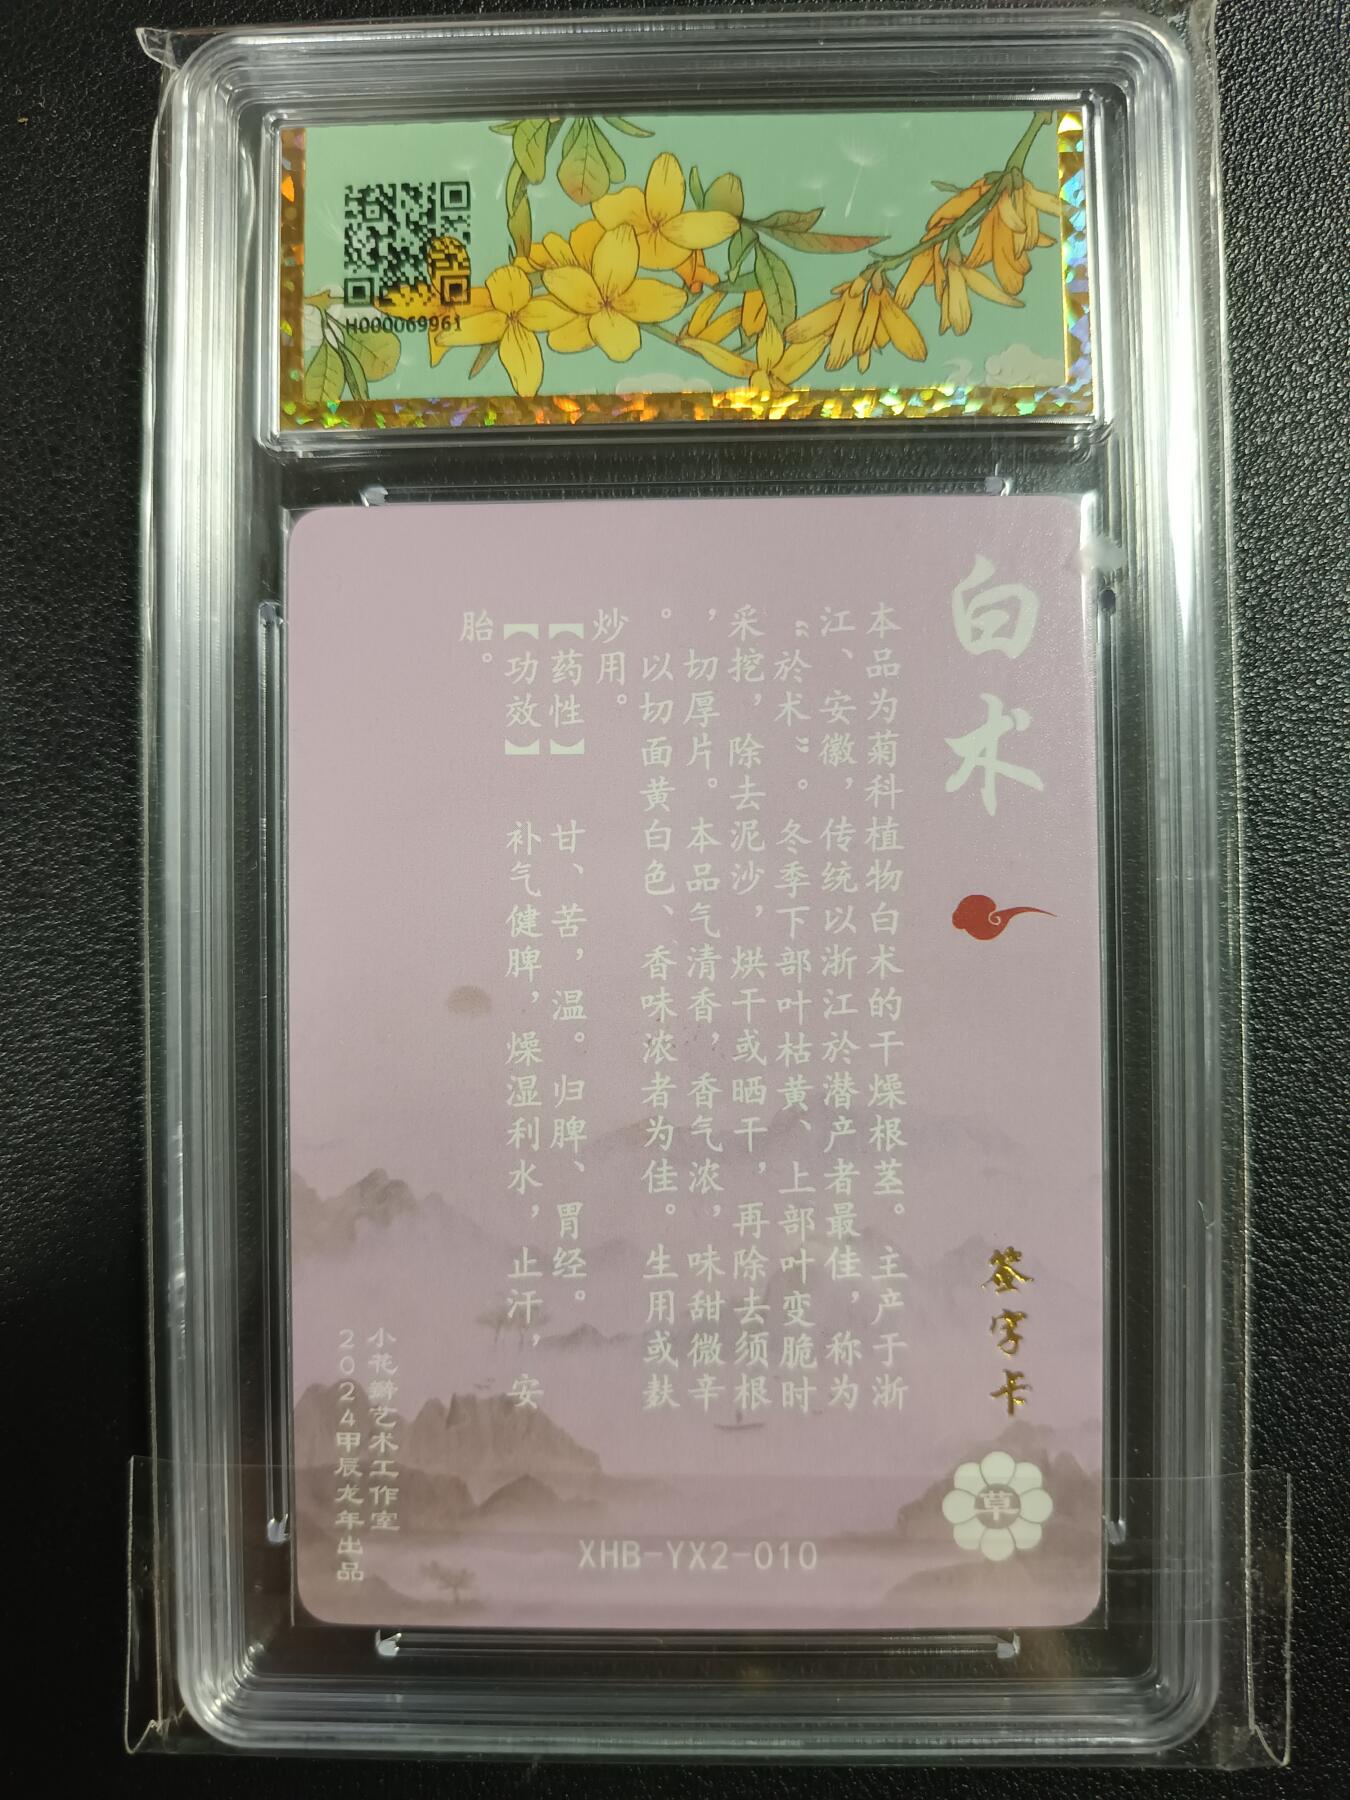 H000069961
白术
本品为菊科植物白术的干燥根茎。主产于浙
江、安徽，传统以浙江於潜产者最佳，称为
“於术”。冬季下部叶枯黄、上部叶变脆时
采挖，除去泥沙，烘干或晒干，再除去须根
，切厚片。本品气清香，香气浓，味甜微辛
。以切面黄白色、香味浓者为佳。生用或麸
炒用。
【药性】 甘、苦，温。归脾、胃经。
【功效】 补气健脾，燥湿利水，止汗，安
胎。
签字卡
草
小花瓣艺术工作室
2024甲辰龙年出品
XHB-YX2-010